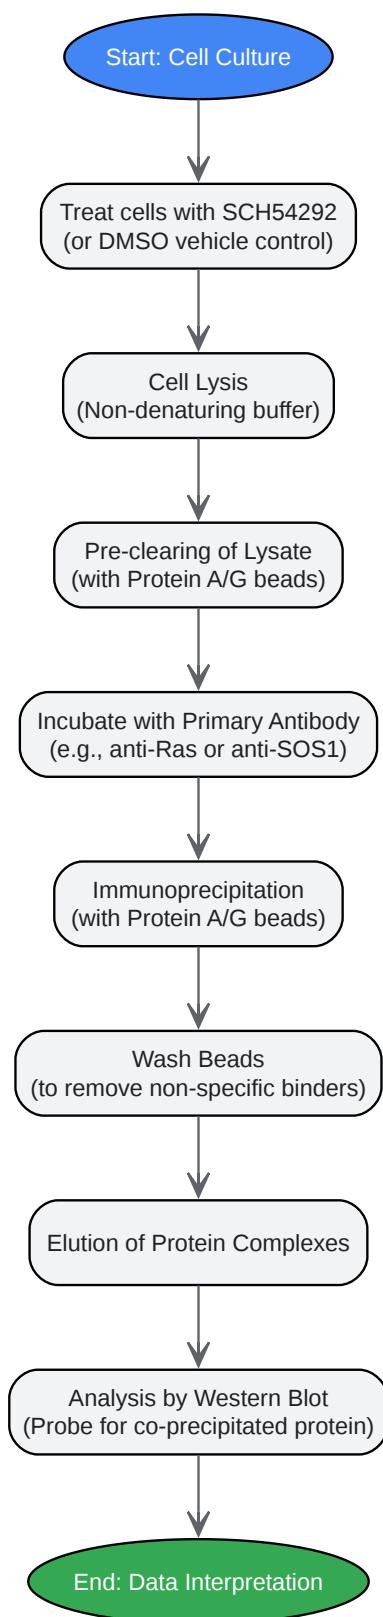 Start: Cell Culture
Treat cells with SCH54292
(or DMSO vehicle control)
Cell Lysis
(Non-denaturing buffer)
Pre-clearing of Lysate
(with Protein A/G beads)
Incubate with Primary Antibody
(e.g., anti-Ras or anti-SOS1)
Immunoprecipitation
(with Protein A/G beads)
Wash Beads
(to remove non-specific binders)
Elution of Protein Complexes
Analysis by Western Blot
(Probe for co-precipitated protein)
End: Data Interpretation